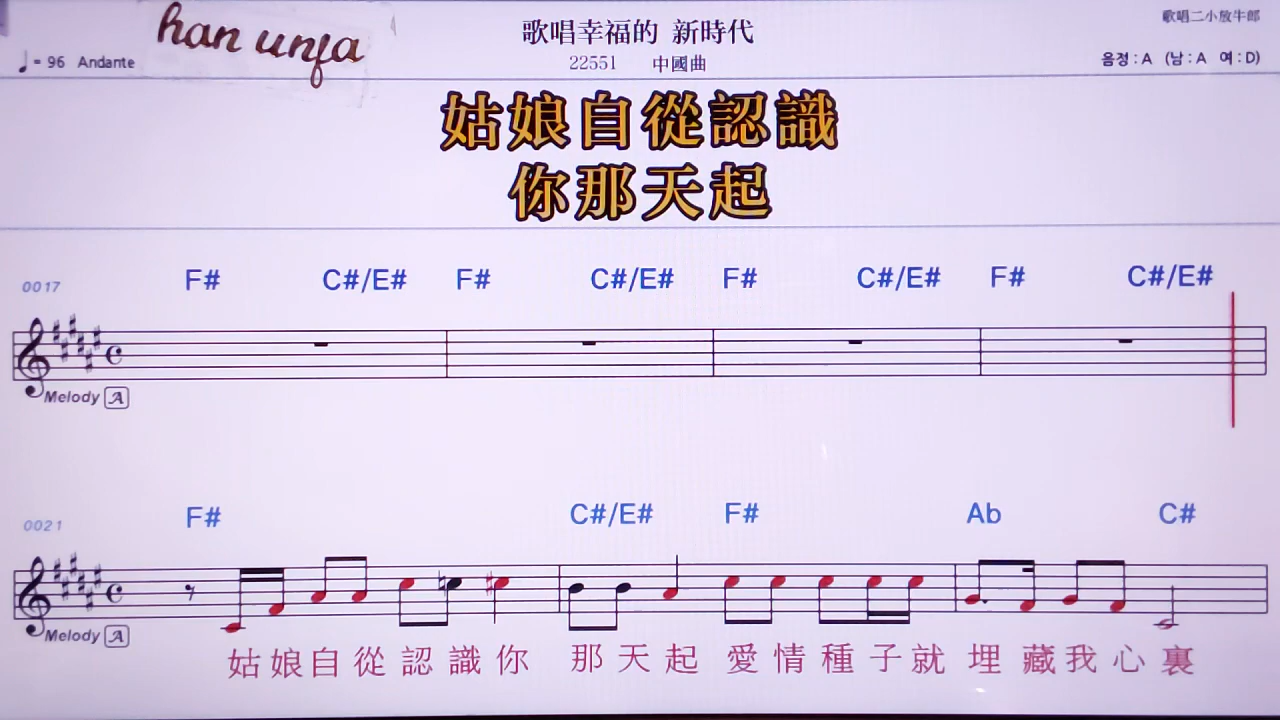 han unfa
歌唱幸福的 新時代
歌唱二小放牛郎
♩= 96 Andante
22551 中國曲
음정 : A (남 : A 여 : D)
姑娘自從認識
你那天起
0017
F# C#/E# F# C#/E# F# C#/E# F# C#/E#
Melody A
0021
F# C#/E# F# Ab C#
Melody A
姑娘自從認識你 那天起 愛情種子就 埋藏我心裏